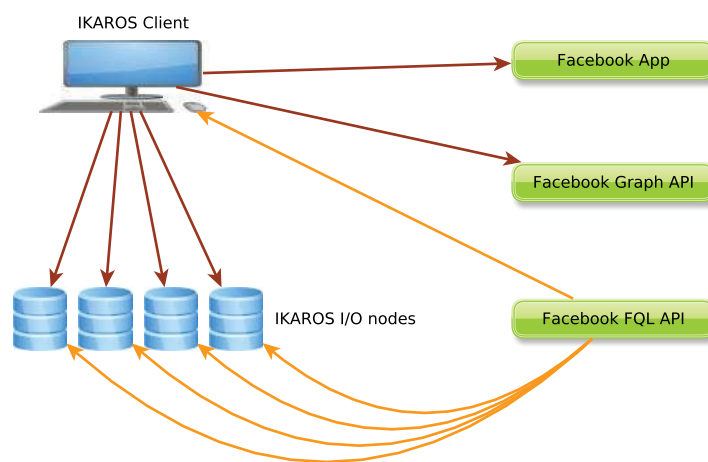 IKAROS Client
Facebook App
Facebook Graph API
IKAROS I/O nodes
Facebook FQL API